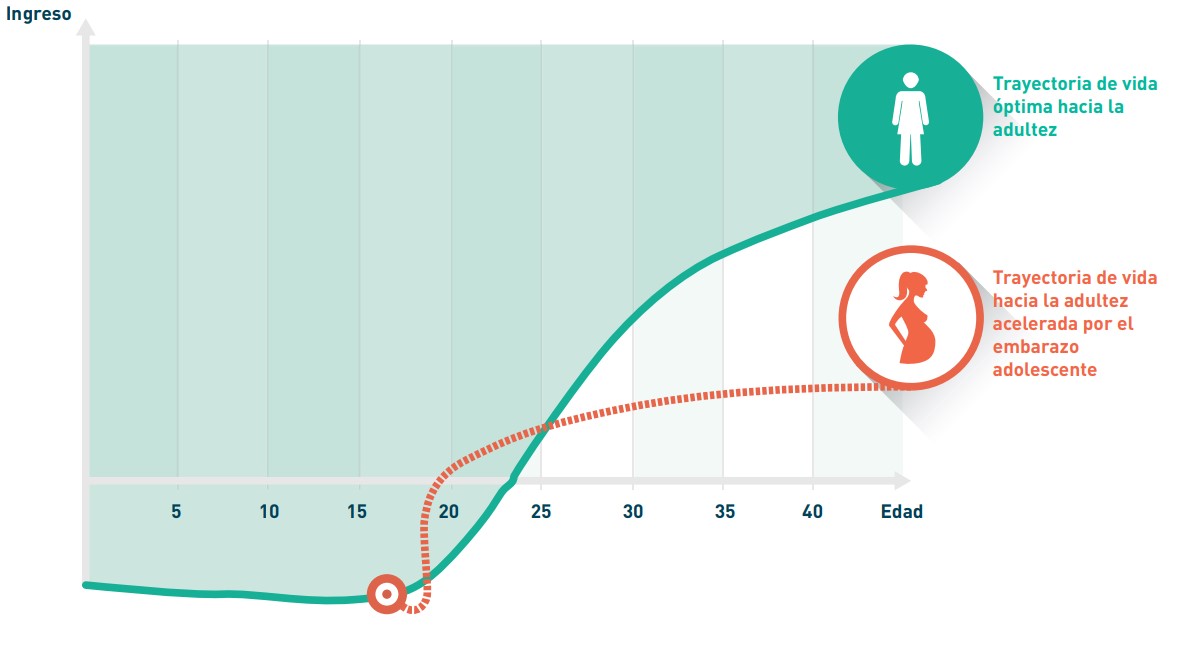 Ingreso
Trayectoria de vida
óptima hacia la
adultez
Trayectoria de vida
hacia la adultez
acelerada por el
embarazo
adolescente
5 10 15 20 25 30 35 40 Edad